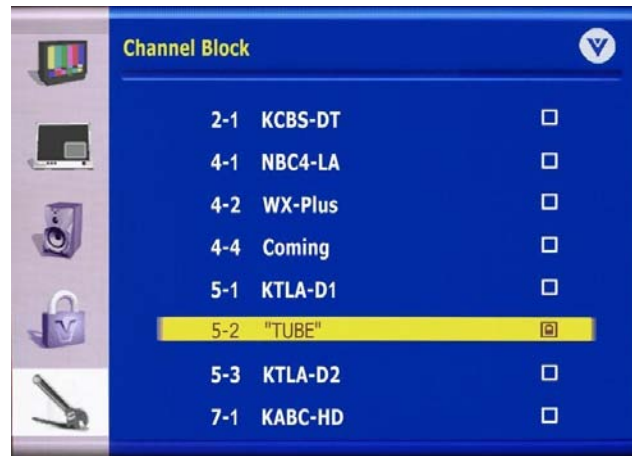 Channel Block
2-1 KCBS-DT
4-1 NBC4-LA
4-2 WX-Plus
4-4 Coming
5-1 KTLA-D1
5-2 "TUBE"
5-3 KTLA-D2
7-1 KABC-HD